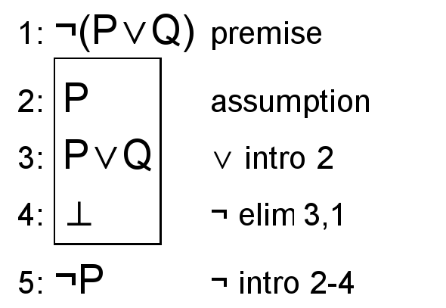 1: ¬(P∨Q) premise
2: P assumption
3: P∨Q ∨ intro 2
4: ⊥ ¬ elim 3,1
5: ¬P ¬ intro 2-4